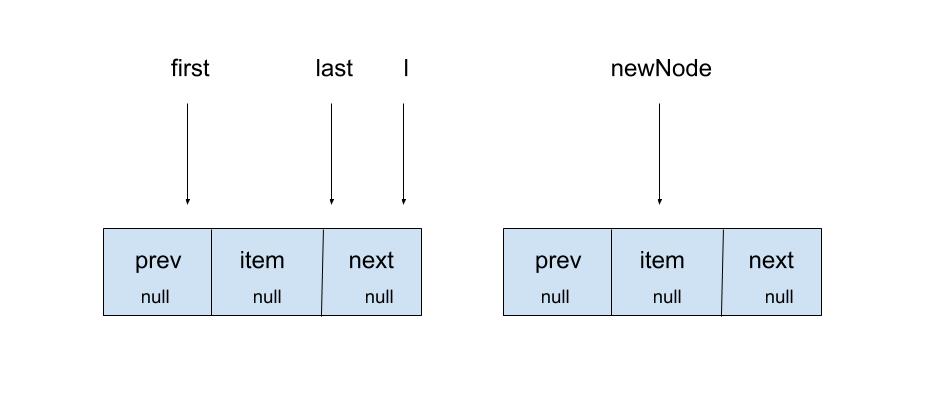 first last l newNode
prev item next prev item next
null null null null null null